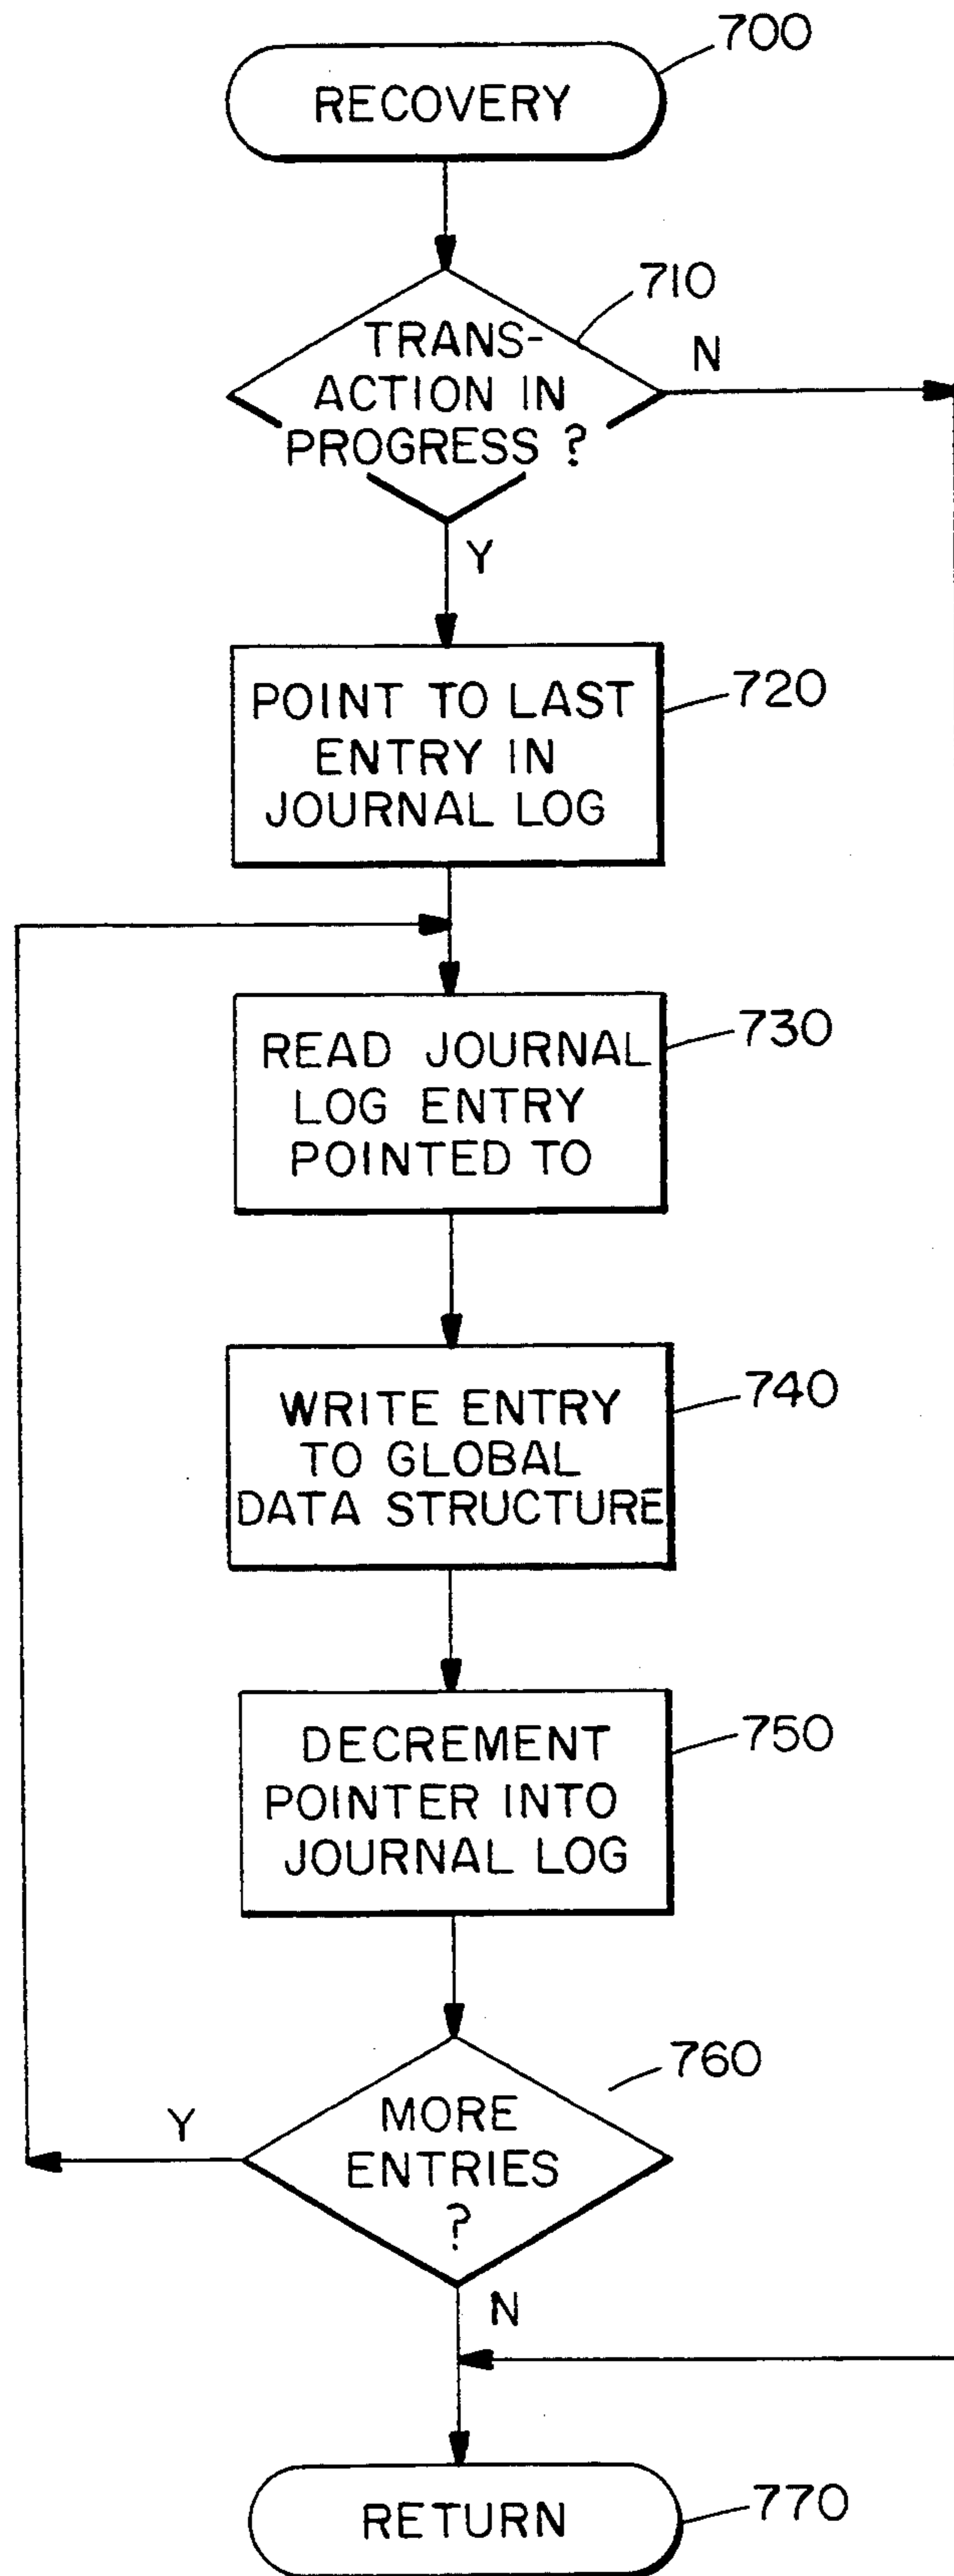 700
RECOVERY
710
TRANS-
ACTION IN
PROGRESS ?
N
Y
POINT TO LAST
ENTRY IN
JOURNAL LOG
720
READ JOURNAL
LOG ENTRY
POINTED TO
730
WRITE ENTRY
TO GLOBAL
DATA STRUCTURE
740
DECREMENT
POINTER INTO
JOURNAL LOG
750
760
MORE
ENTRIES
?
Y
N
RETURN
770